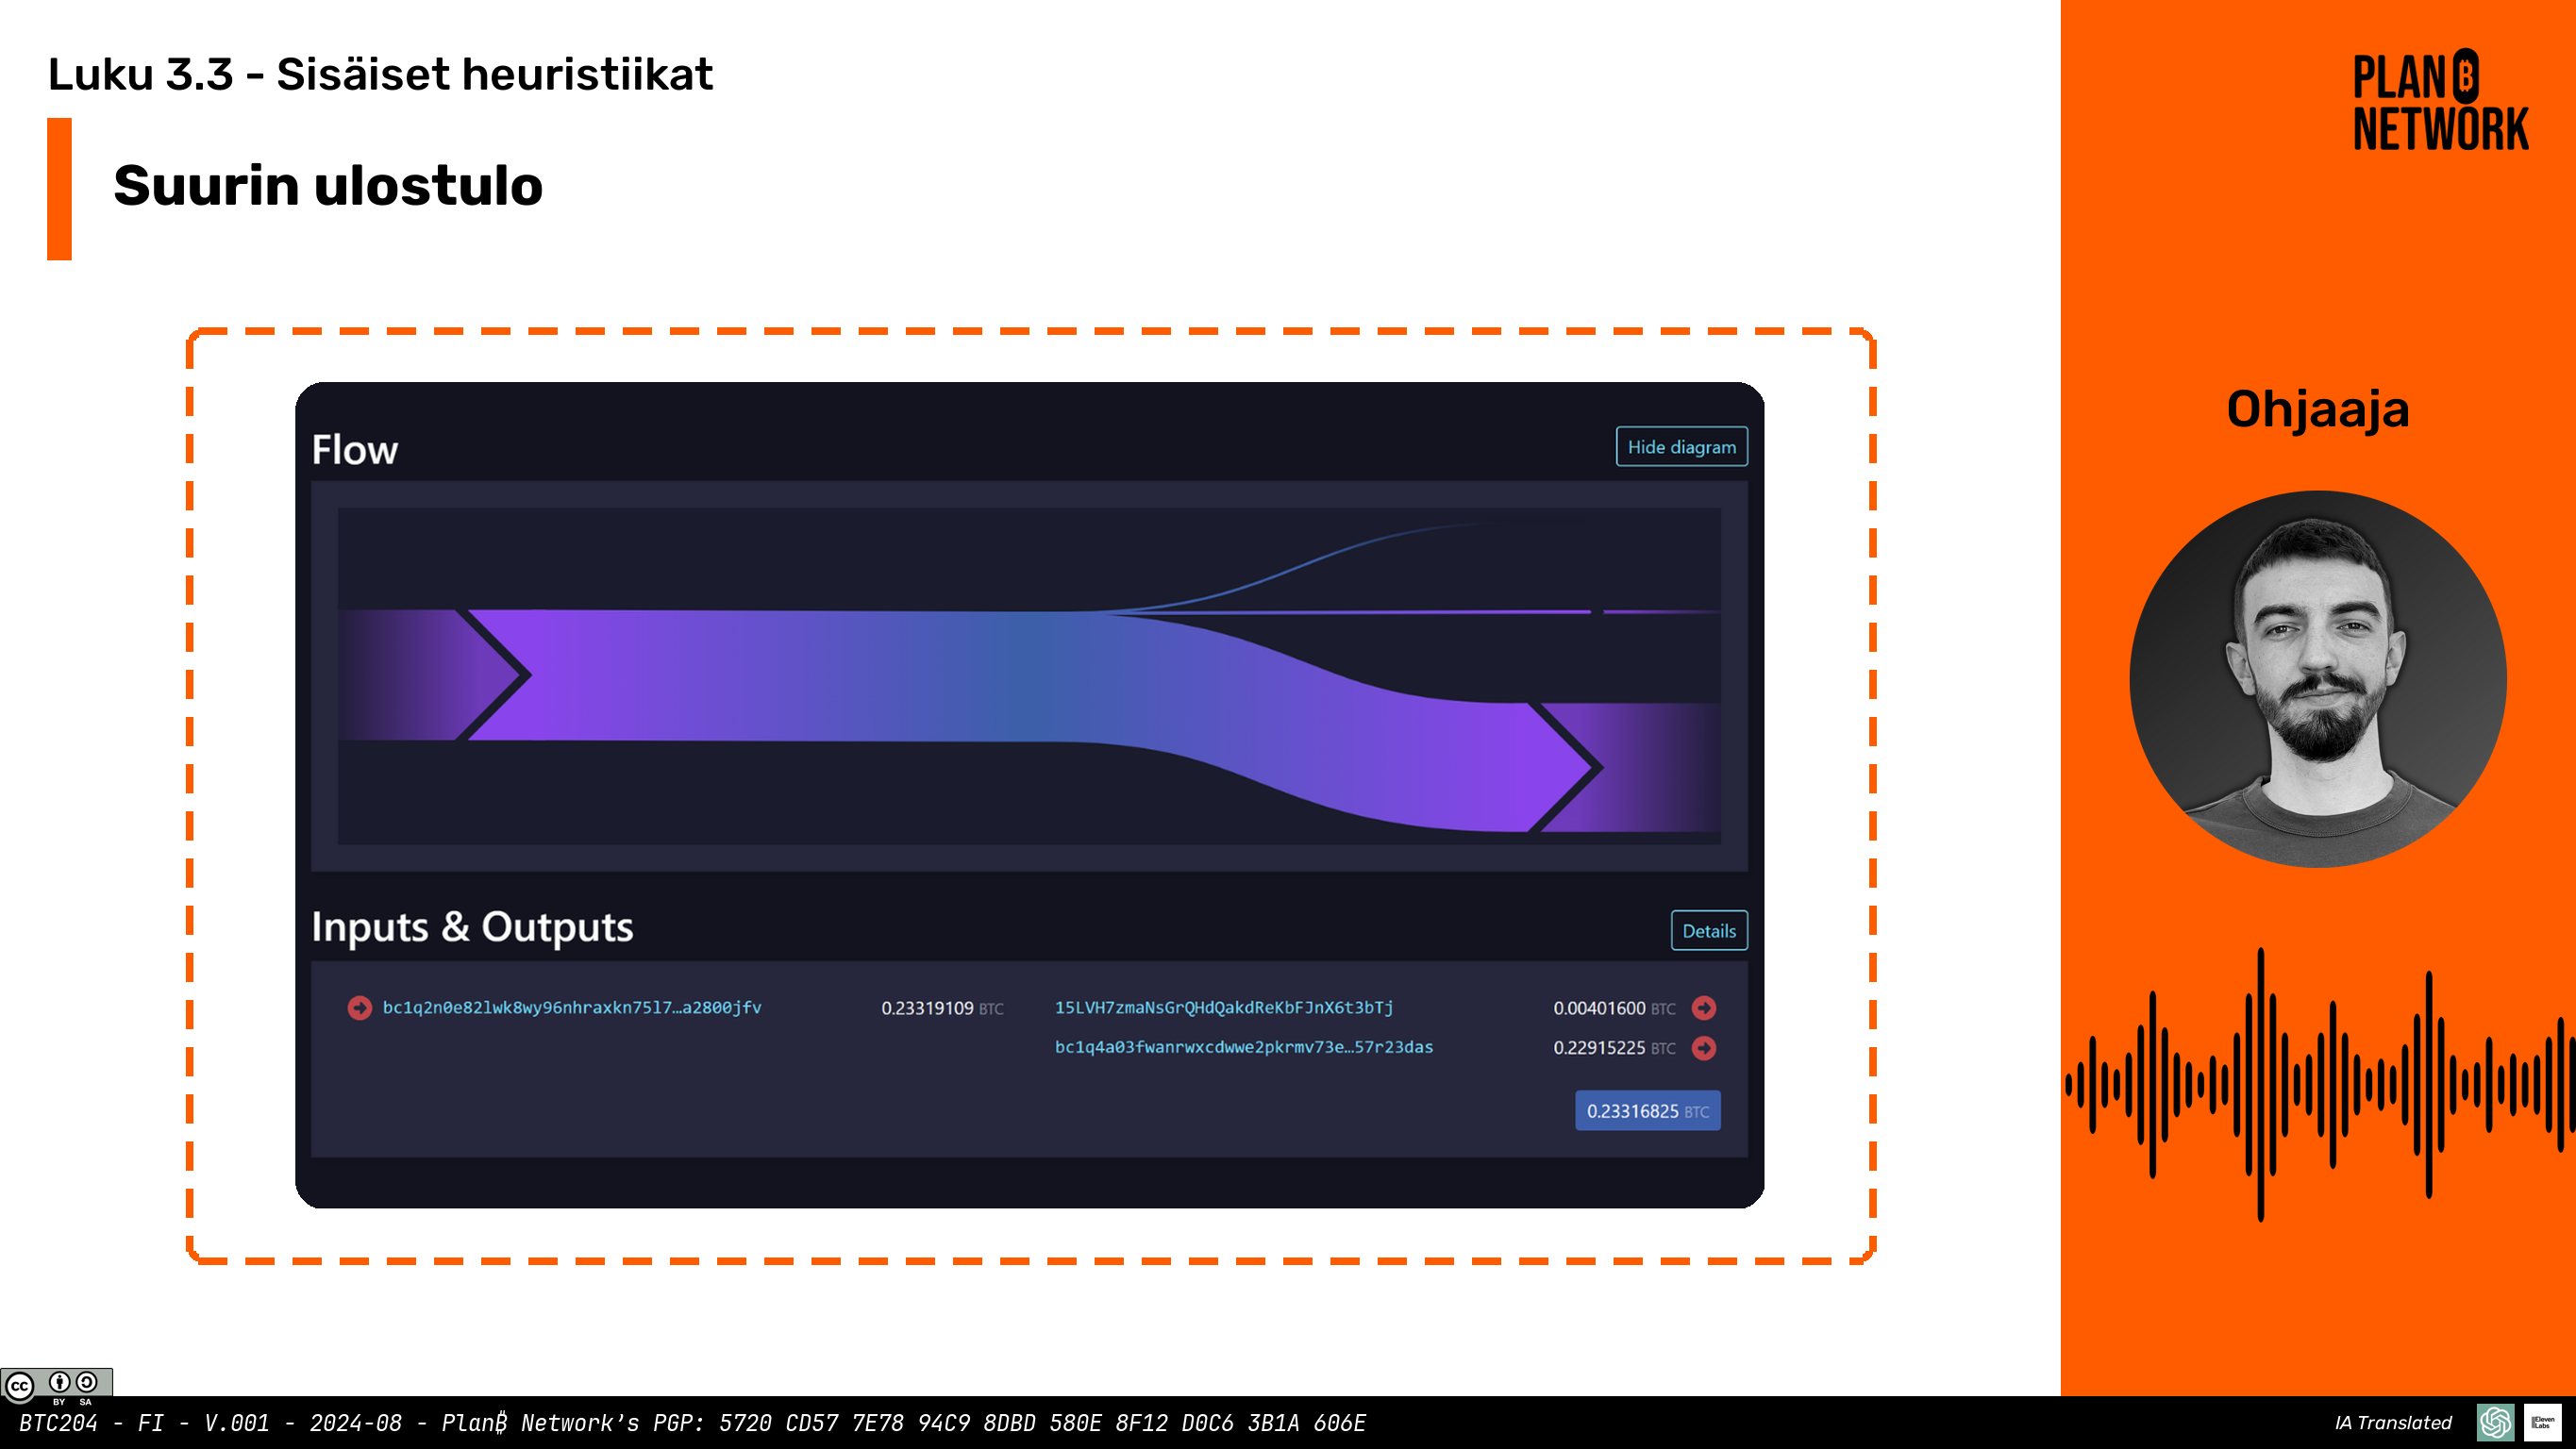 Luku 3.3 - Sisäiset heuristiikat
Suurin ulostulo
PLAN ₿
NETWORK
Ohjaaja
Flow
Hide diagram
Inputs & Outputs
Details
bc1q2n0e82lwk8wy96nhraxkn75l7…a2800jfv 0.23319109 BTC
15LVH7zmaNsGrQHdQakdReKbFJnX6t3bTj 0.00401600 BTC
bc1q4a03fwanrwxcdwwe2pkrmv73e…57r23das 0.22915225 BTC
0.23316825 BTC
cc BY SA
BTC204 - FI - V.001 - 2024-08 - Plan₿ Network's PGP: 5720 CD57 7E78 94C9 8DBD 580E 8F12 D0C6 3B1A 606E
IA Translated
ElevenLabs